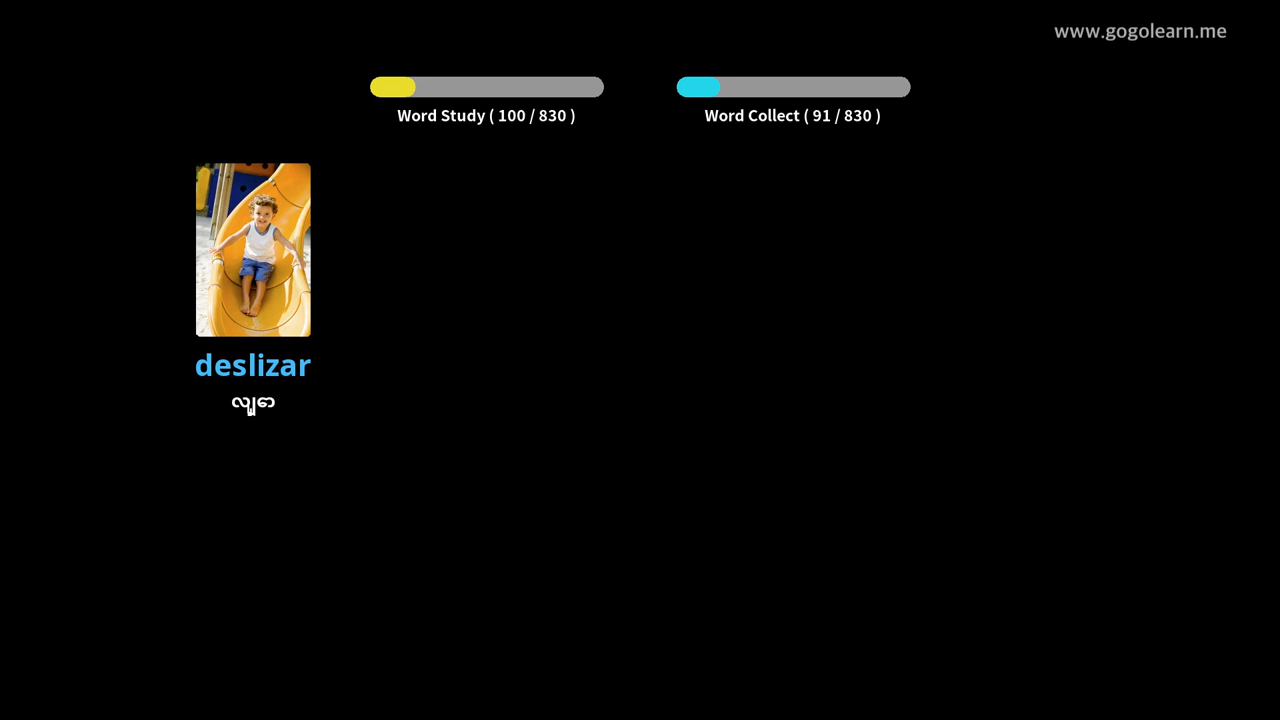 www.gogolearn.me
Word Study ( 100 / 830 )
Word Collect ( 91 / 830 )
deslizar
လျှော